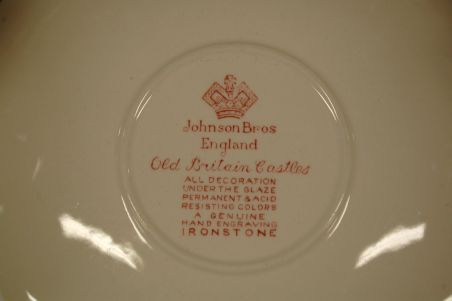 Johnson Bros
England
Old Britain Castles
ALL DECORATION
UNDER THE GLAZE
PERMANENT & ACID
RESISTING COLORS
A GENUINE
HAND ENGRAVING
IRONSTONE